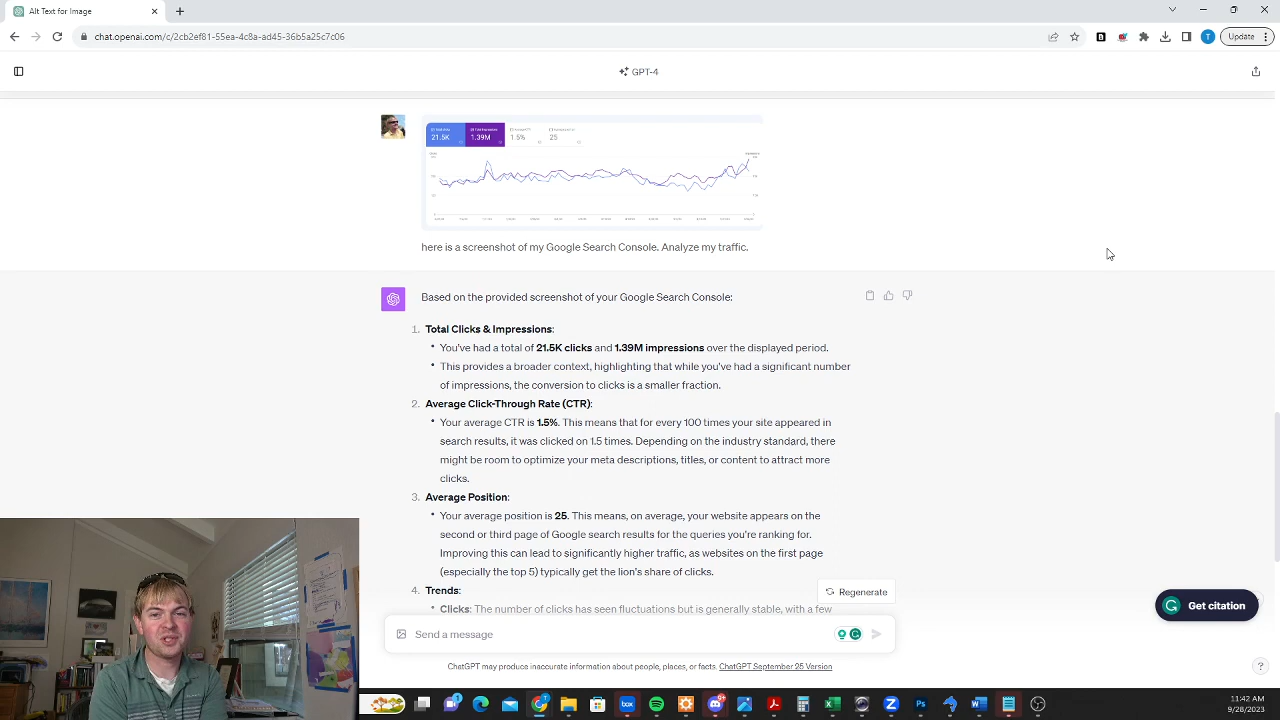 Alt Text for Image
chat.openai.com/c/2cb2ef81-55ea-4c8a-ad45-36b5a25c7c06
T
Update
GPT-4
21.5K
1.39M
1.5%
25
here is a screenshot of my Google Search Console. Analyze my traffic.
Based on the provided screenshot of your Google Search Console:
1. Total Clicks & Impressions:
• You've had a total of 21.5K clicks and 1.39M impressions over the displayed period.
• This provides a broader context, highlighting that while you've had a significant number
of impressions, the conversion to clicks is a smaller fraction.
2. Average Click-Through Rate (CTR):
• Your average CTR is 1.5%. This means that for every 100 times your site appeared in
search results, it was clicked on 1.5 times. Depending on the industry standard, there
might be room to optimize your meta descriptions, titles, or content to attract more
clicks.
3. Average Position:
• Your average position is 25. This means, on average, your website appears on the
second or third page of Google search results for the queries you're ranking for.
Improving this can lead to significantly higher traffic, as websites on the first page
(especially the top 5) typically get the lion's share of clicks.
4. Trends:
• Clicks: The number of clicks has seen fluctuations but is generally stable, with a few
Regenerate
Get citation
Send a message
ChatGPT may produce inaccurate information about people, places, or facts. ChatGPT September 25 Version
?
11:42 AM
9/28/2023